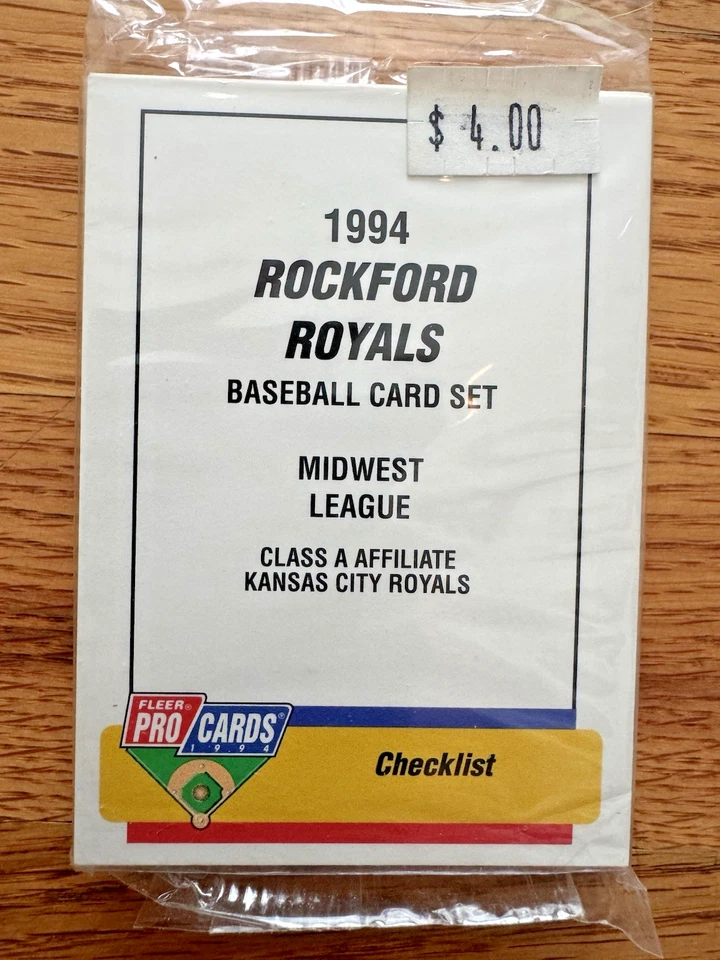 $ 4.00
1994
ROCKFORD
ROYALS
BASEBALL CARD SET
MIDWEST
LEAGUE
CLASS A AFFILIATE
KANSAS CITY ROYALS
FLEER®
PRO CARDS®
1994
Checklist